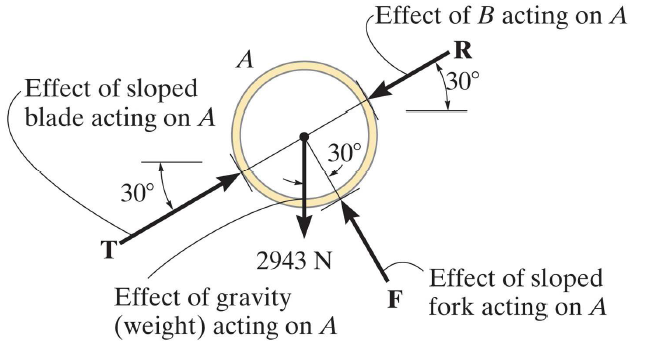 Effect of B acting on A
R
A
30°
Effect of sloped
blade acting on A
30°
30°
T
2943 N
Effect of gravity
(weight) acting on A
F
Effect of sloped
fork acting on A